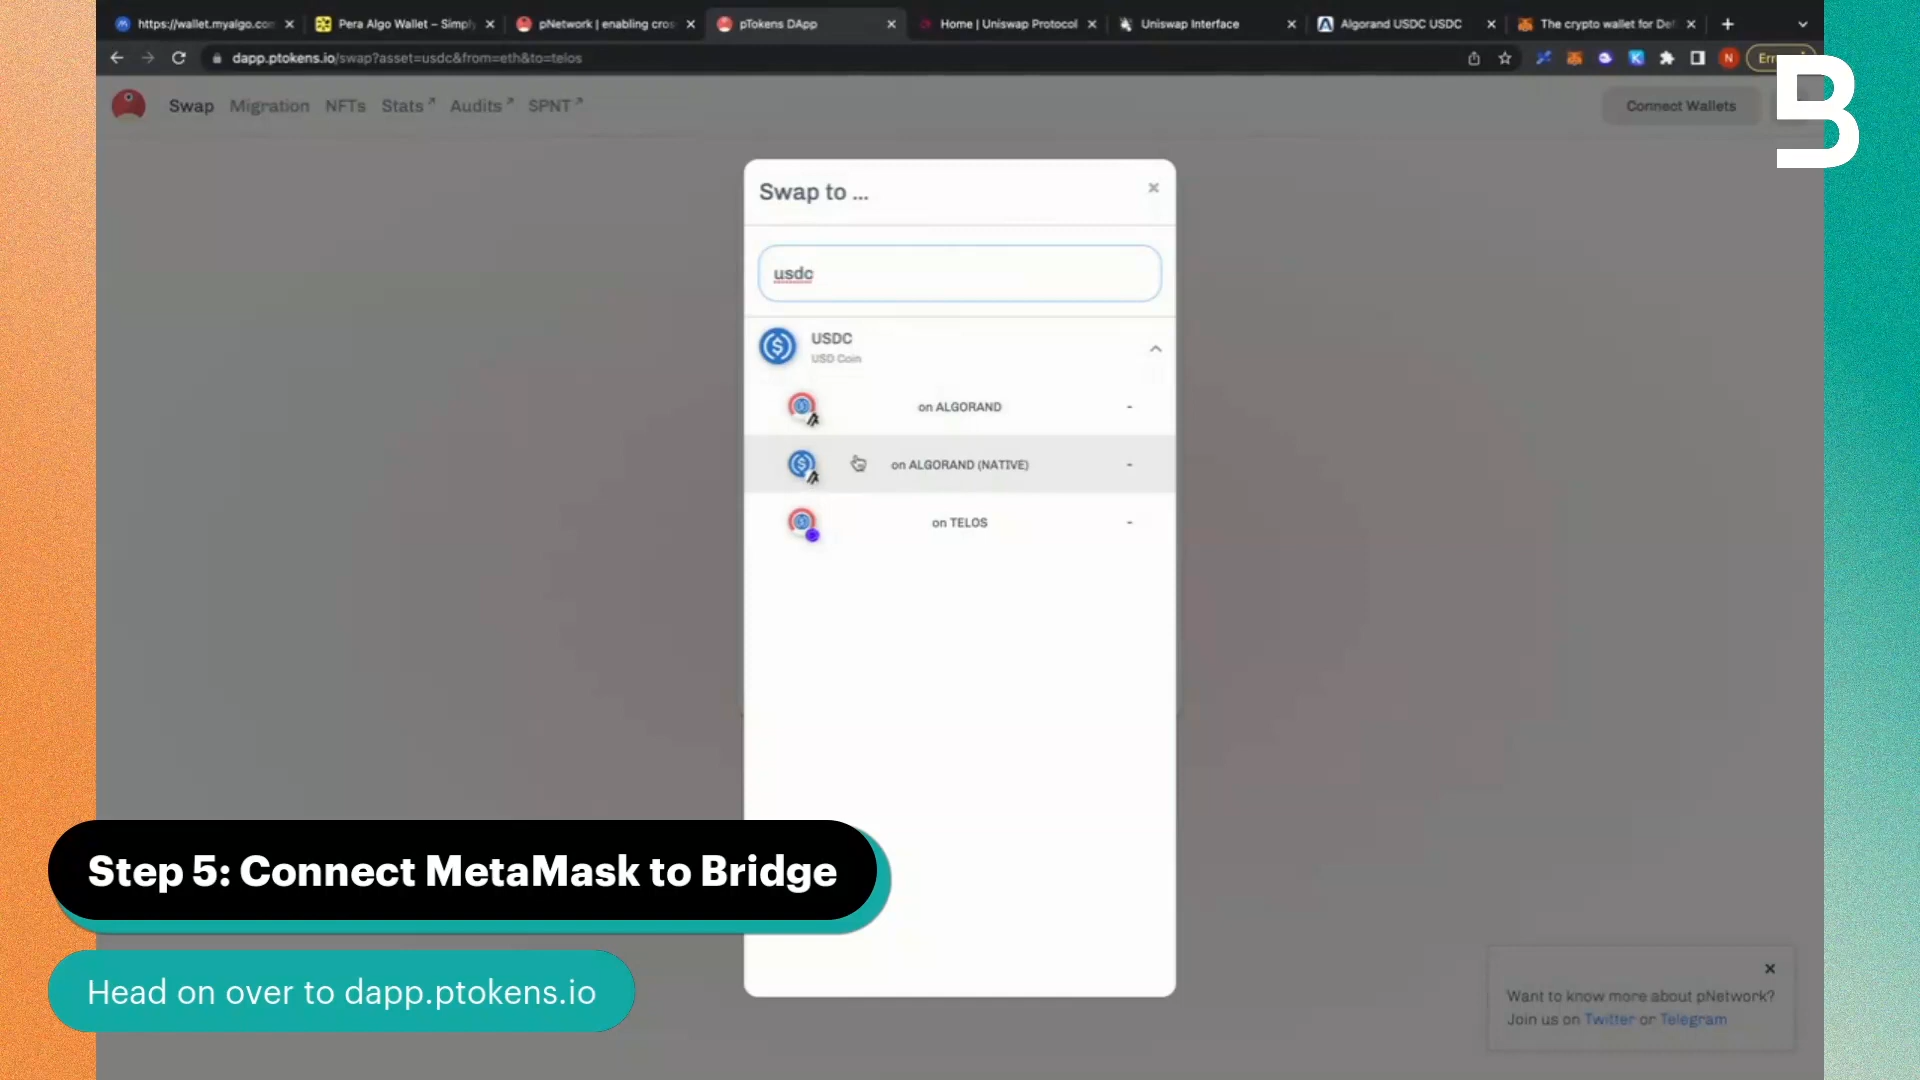 https://wallet.myalgo.con
Pera Algo Wallet – Simply
pNetwork | enabling cros
pTokens DApp
Home | Uniswap Protocol
Uniswap Interface
Algorand USDC USDC
The crypto wallet for Def
dapp.ptokens.io/swap?asset=usdc&from=eth&to=telos
N
Err
B
Swap Migration NFTs Stats Audits SPNT
Connect Wallets
Swap to ...
usdc
USDC
USD Coin
on ALGORAND -
on ALGORAND (NATIVE) -
on TELOS -
Step 5: Connect MetaMask to Bridge
Head on over to dapp.ptokens.io
Want to know more about pNetwork?
Join us on Twitter or Telegram